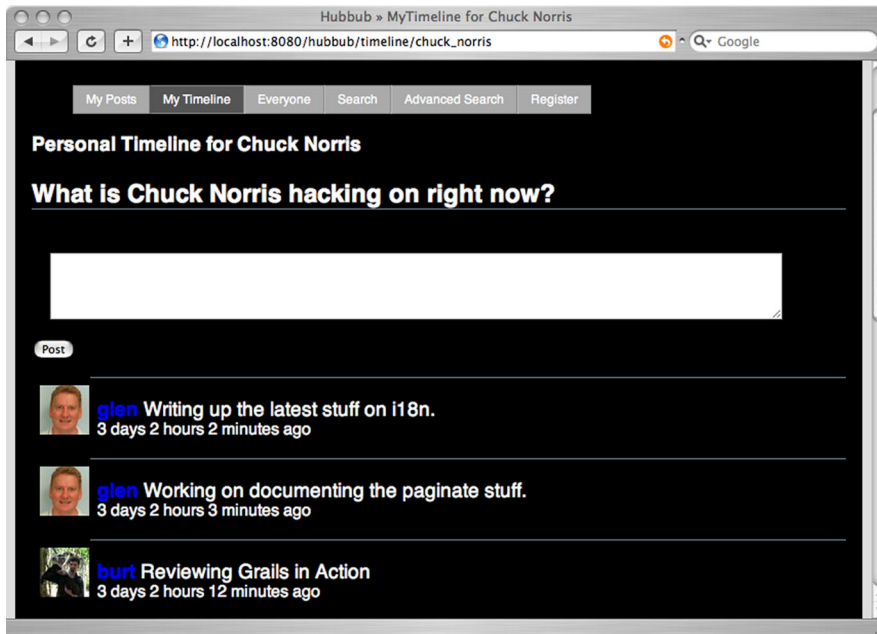 Hubbub » MyTimeline for Chuck Norris
http://localhost:8080/hubbub/timeline/chuck_norris
Google
My Posts My Timeline Everyone Search Advanced Search Register
Personal Timeline for Chuck Norris
What is Chuck Norris hacking on right now?
Post
glen Writing up the latest stuff on i18n.
3 days 2 hours 2 minutes ago
glen Working on documenting the paginate stuff.
3 days 2 hours 3 minutes ago
burt Reviewing Grails in Action
3 days 2 hours 12 minutes ago